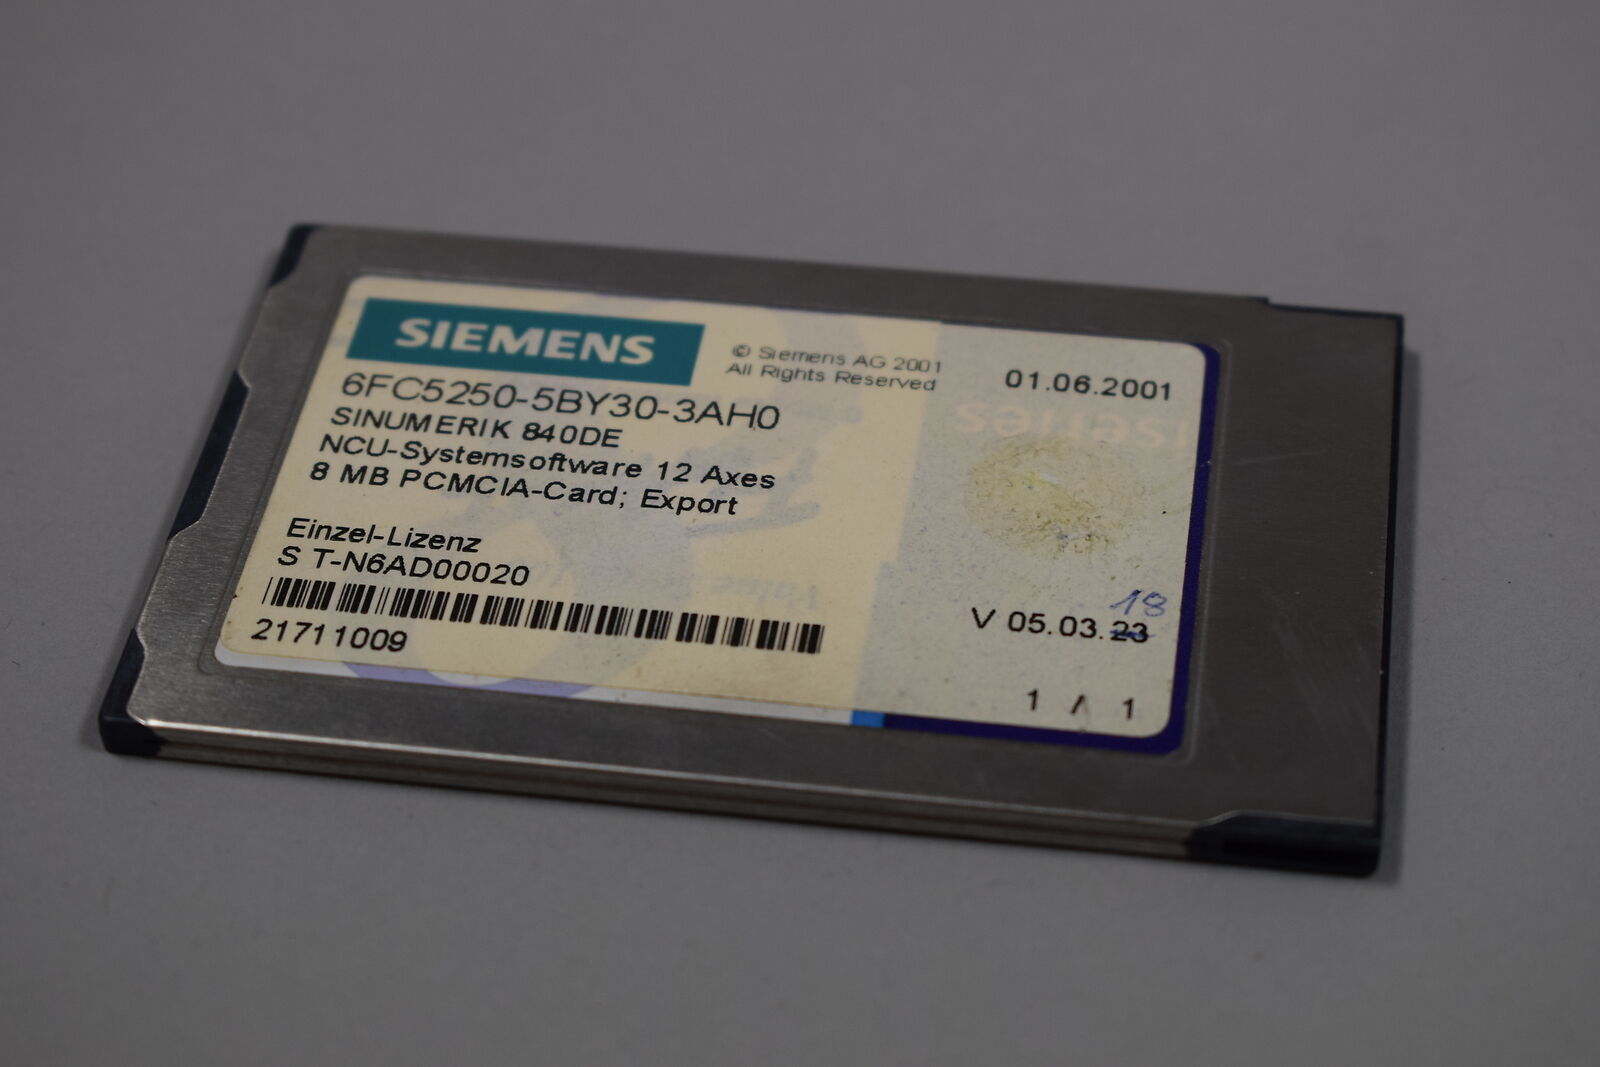 SIEMENS
© Siemens AG 2001
All Rights Reserved
01.06.2001
6FC5250-5BY30-3AH0
SINUMERIK 840DE
NCU-Systemsoftware 12 Axes
8 MB PCMCIA-Card; Export
Einzel-Lizenz
S T-N6AD00020
21711009
18
V 05.03.23
1 / 1